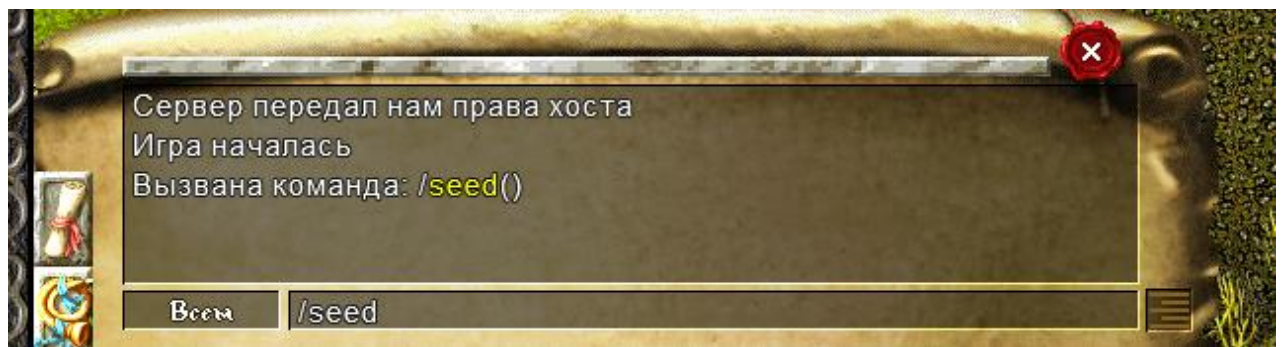 Сервер передал нам права хоста
Игра началась
Вызвана команда: /seed()
Всем
/seed